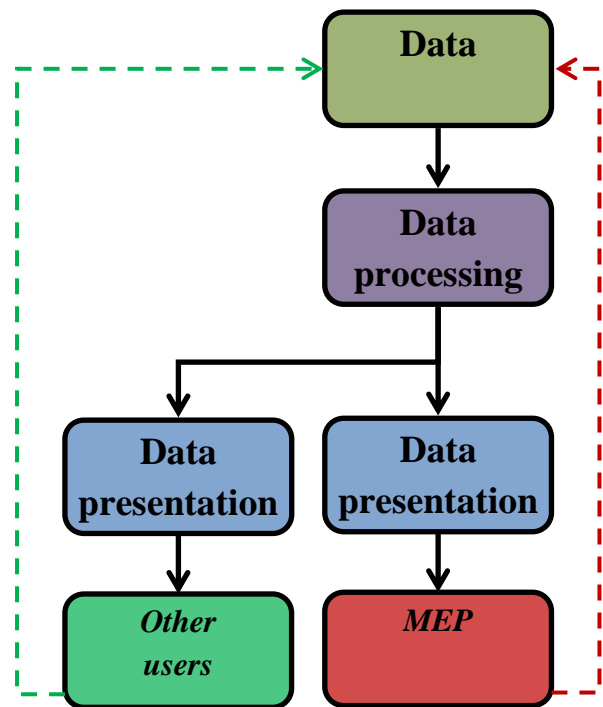 Data
Data
processing
Data
presentation
Data
presentation
Other
users
MEP